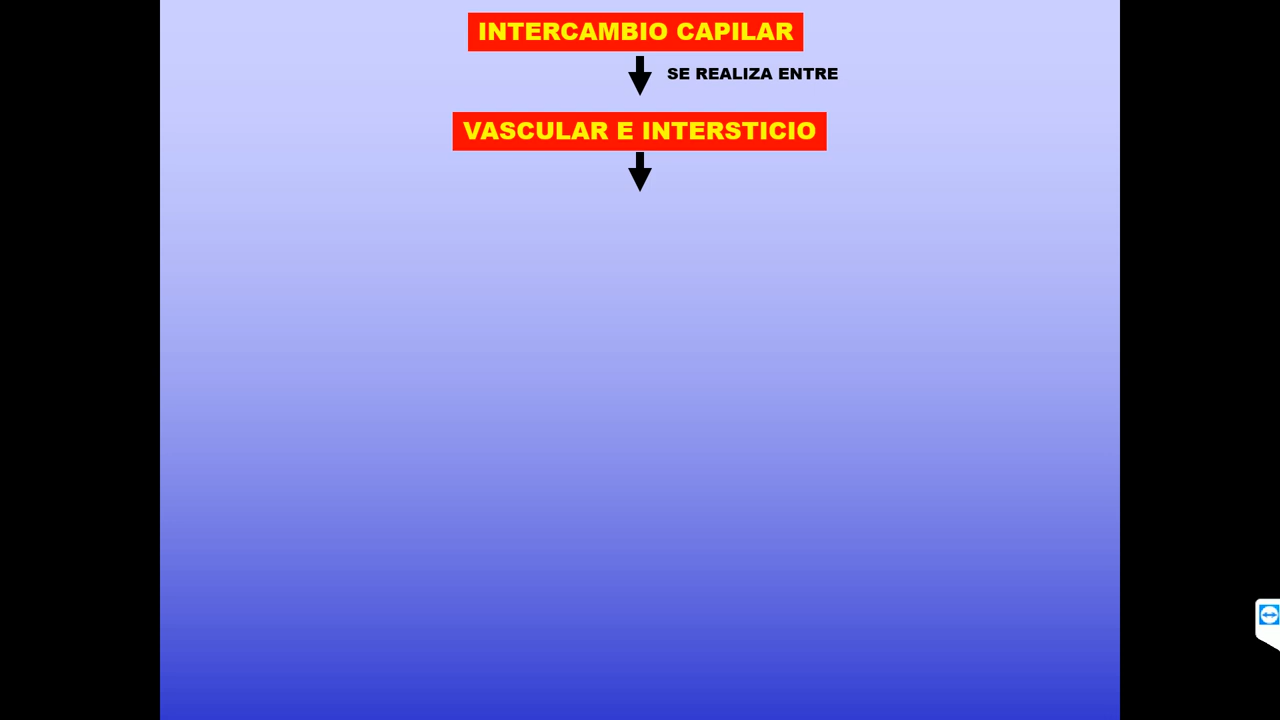 INTERCAMBIO CAPILAR
SE REALIZA ENTRE
VASCULAR E INTERSTICIO